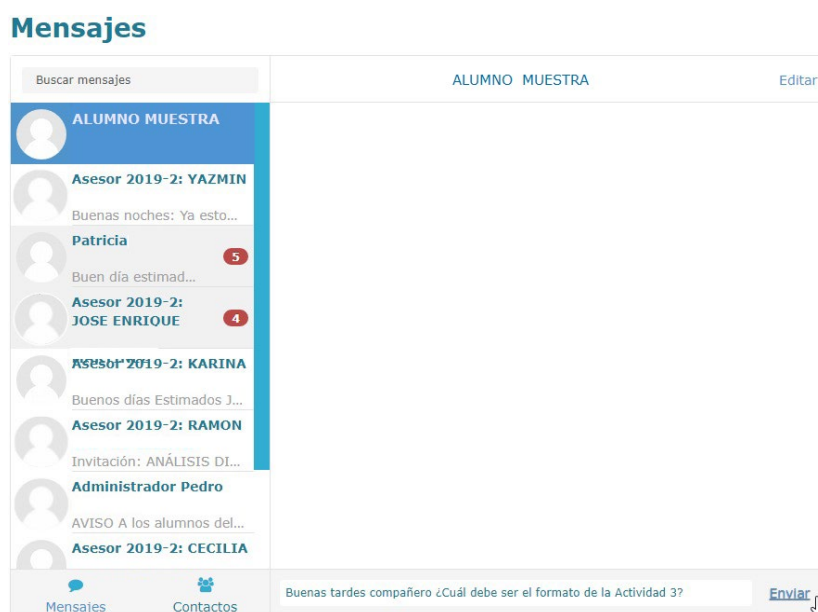 Mensajes
Buscar mensajes
ALUMNO MUESTRA
Editar
ALUMNO MUESTRA
Asesor 2019-2: YAZMIN
Buenas noches: Ya esto...
Patricia
5
Buen día estimad...
Asesor 2019-2:
JOSE ENRIQUE
4
Asesor 2019-2: KARINA
Buenos días Estimados J...
Asesor 2019-2: RAMON
Invitación: ANÁLISIS DI...
Administrador Pedro
AVISO A los alumnos del...
Asesor 2019-2: CECILIA
Mensajes
Contactos
Buenas tardes compañero ¿Cuál debe ser el formato de la Actividad 3?
Enviar